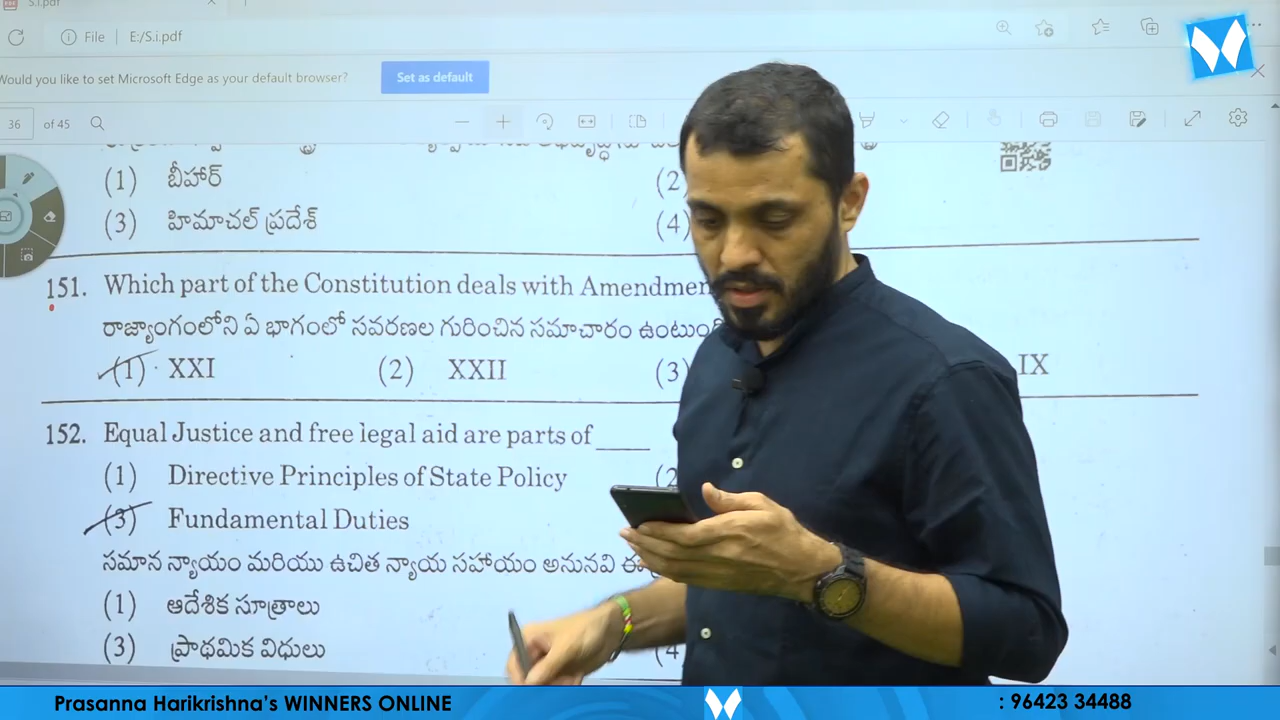 S.i.pdf
File E:/S.i.pdf
Would you like to set Microsoft Edge as your default browser? Set as default
36 of 45
(1) బీహార్ (2
(3) హిమాచల్ ప్రదేశ్ (4)
151. Which part of the Constitution deals with Amendmen
రాజ్యాంగంలోని ఏ భాగంలో సవరణల గురించిన సమాచారం
(1) XXI (2) XXII (3) IX
152. Equal Justice and free legal aid are parts of ____
(1) Directive Principles of State Policy (2
(3) Fundamental Duties
సమాన న్యాయం మరియు ఉచిత న్యాయ సహాయం అనునవి
(1) ఆదేశిక సూత్రాలు
(3) ప్రాథమిక విధులు (4
Prasanna Harikrishna's WINNERS ONLINE : 96423 34488